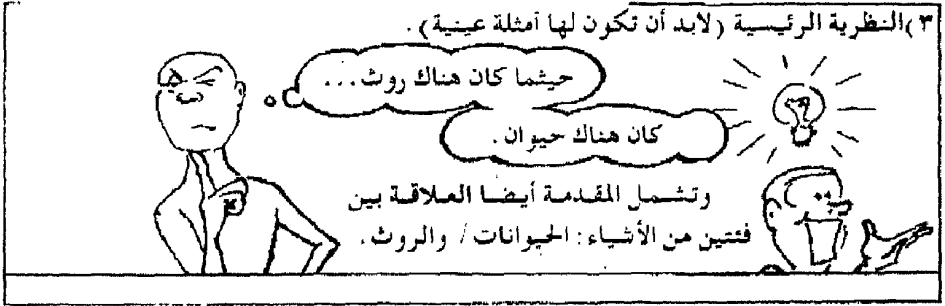 ٣) النظرية الرئيسية (لابد أن تكون لها أمثلة عينية).
حيثما كان هناك روث...
كان هناك حيوان.
وتشمل المقدمة أيضا العلاقة بين
فئتين من الأشياء: الحيوانات / والروث.